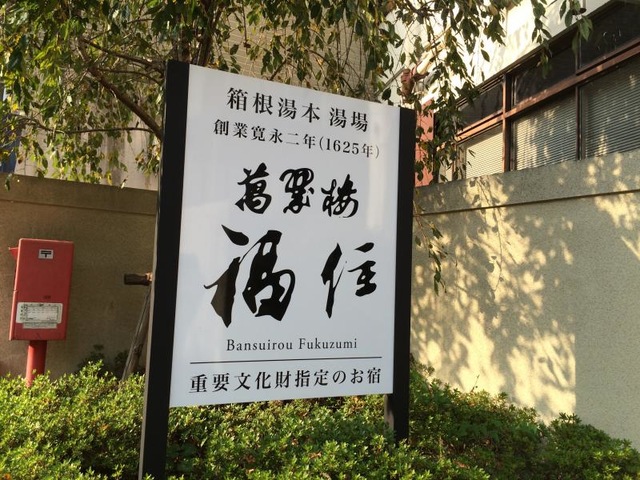 箱根湯本 湯場
創業寛永二年(1625年)
萬翠楼
福住
Bansuirou Fukuzumi
重要文化財指定のお宿
〒